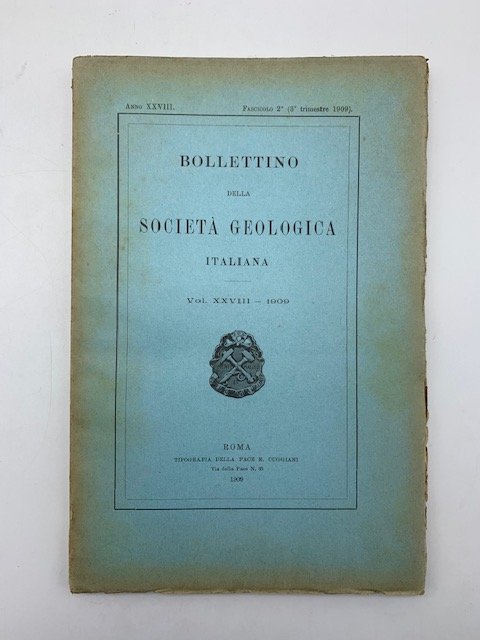 Anno XXVIII. Fascicolo 2° (3° trimestre 1909).
BOLLETTINO
DELLA
SOCIETÀ GEOLOGICA
ITALIANA
Vol. XXVIII – 1909
ROMA
TIPOGRAFIA DELLA PACE E. CUGGIANI
Via della Pace N. 35
1909